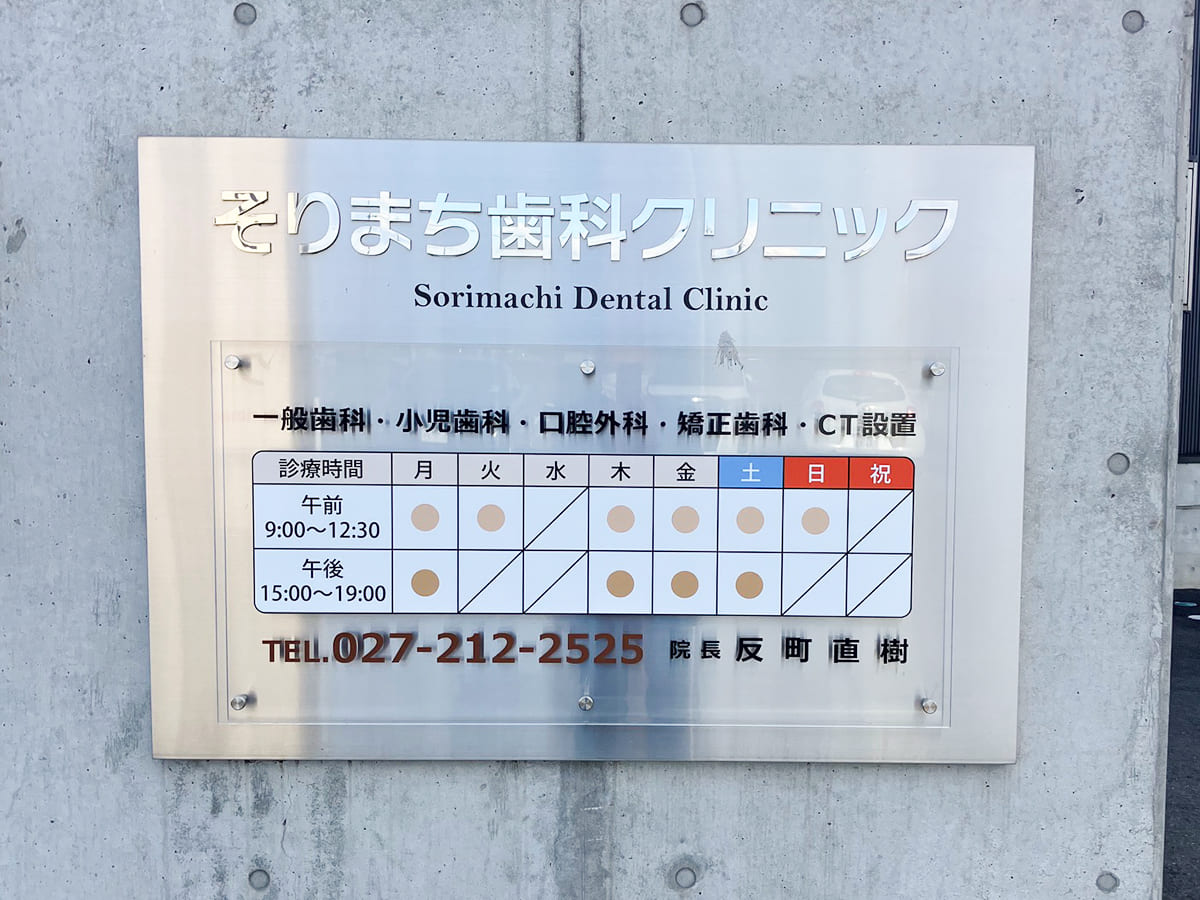 そりまち歯科クリニック
Sorimachi Dental Clinic
一般歯科・小児歯科・口腔外科・矯正歯科・CT設置
診療時間 月 火 水 木 金 土 日 祝
午前
9:00〜12:30 ● ● ／ ● ● ● ● ／
午後
15:00〜19:00 ● ／ ／ ● ● ● ／ ／
TEL.027-212-2525 院長 反町直樹